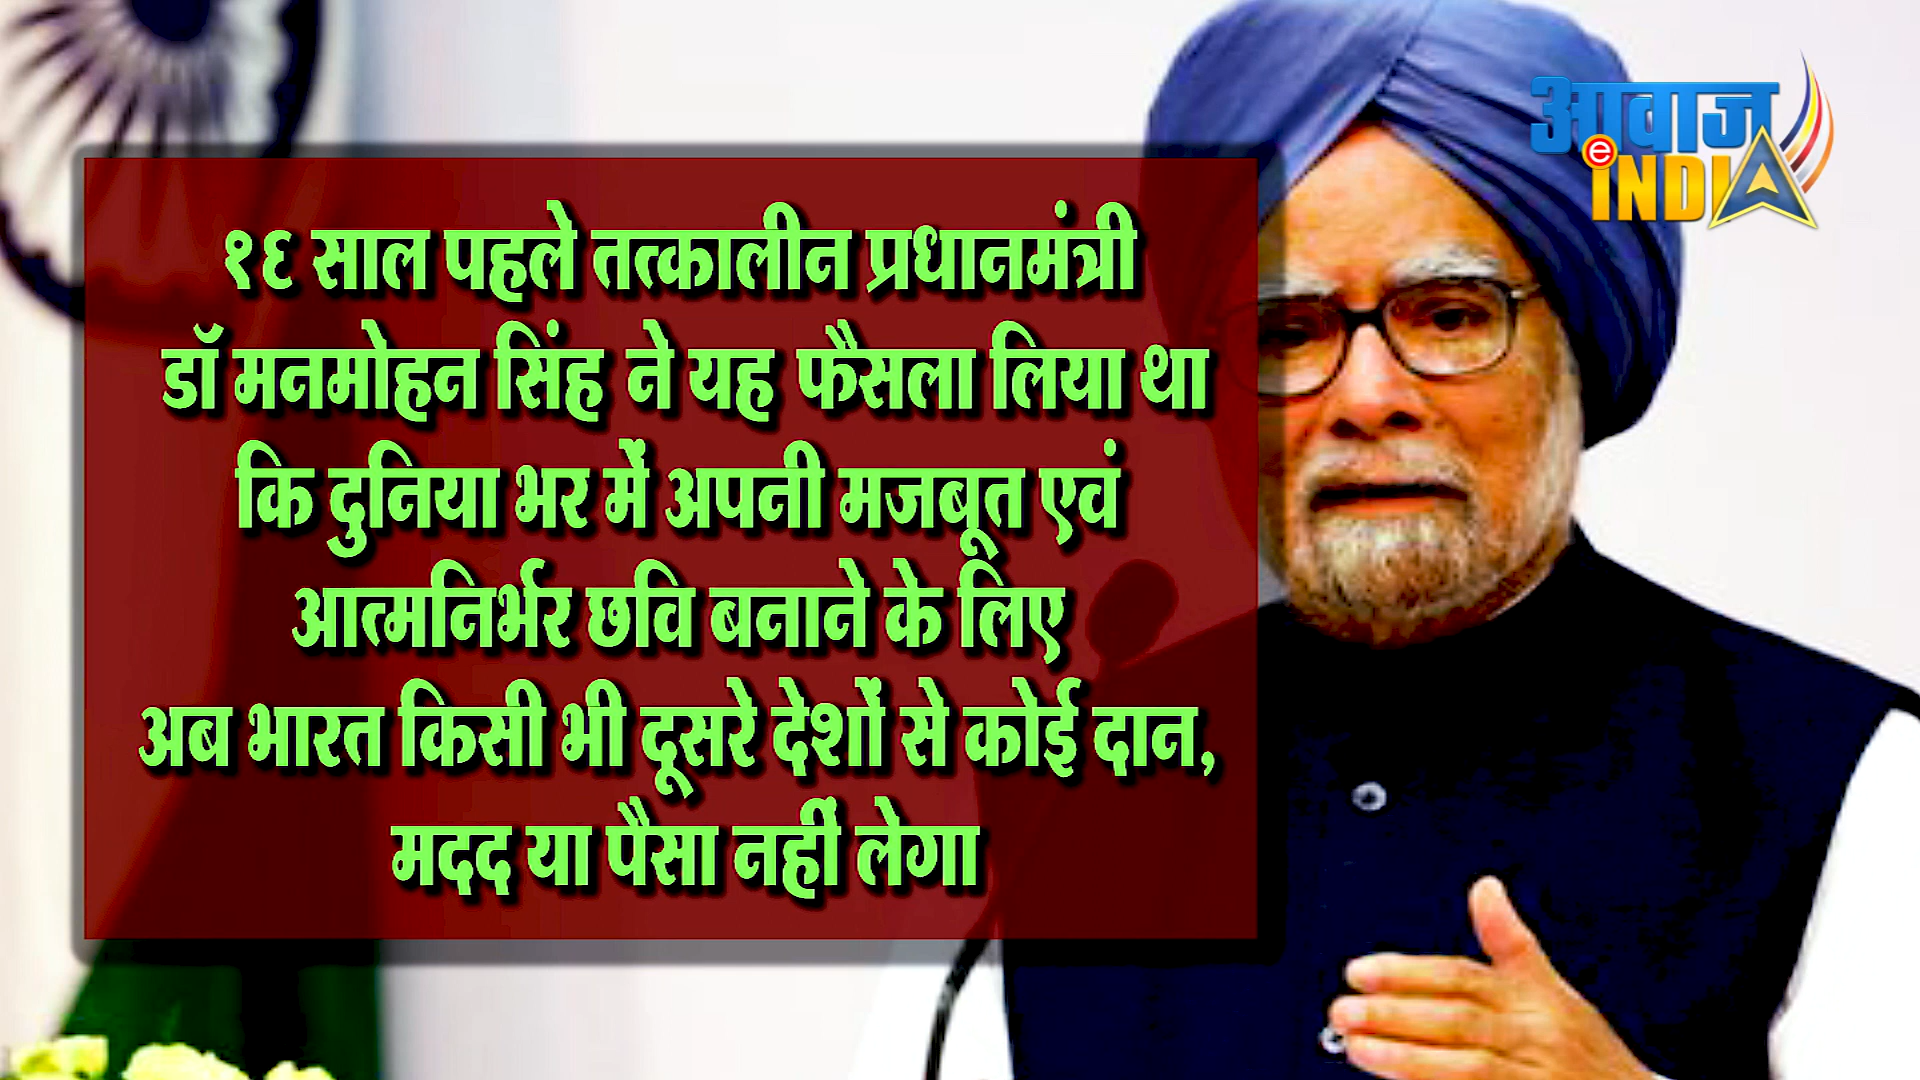 १६ साल पहले तत्कालीन प्रधानमंत्री
डॉ मनमोहन सिंह ने यह फैसला लिया था
कि दुनिया भर में अपनी मजबूत एवं
आत्मनिर्भर छवि बनाने के लिए
अब भारत किसी भी दूसरे देशों से कोई दान,
मदद या पैसा नहीं लेगा
आवाज
e INDIA